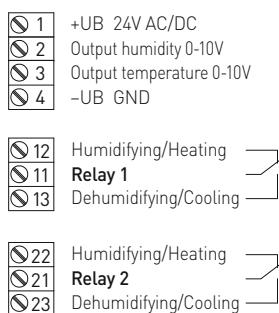 1 +UB 24V AC/DC
2 Output humidity 0-10V
3 Output temperature 0-10V
4 –UB GND
12 Humidifying/Heating
11 Relay 1
13 Dehumidifying/Cooling
22 Humidifying/Heating
21 Relay 2
23 Dehumidifying/Cooling